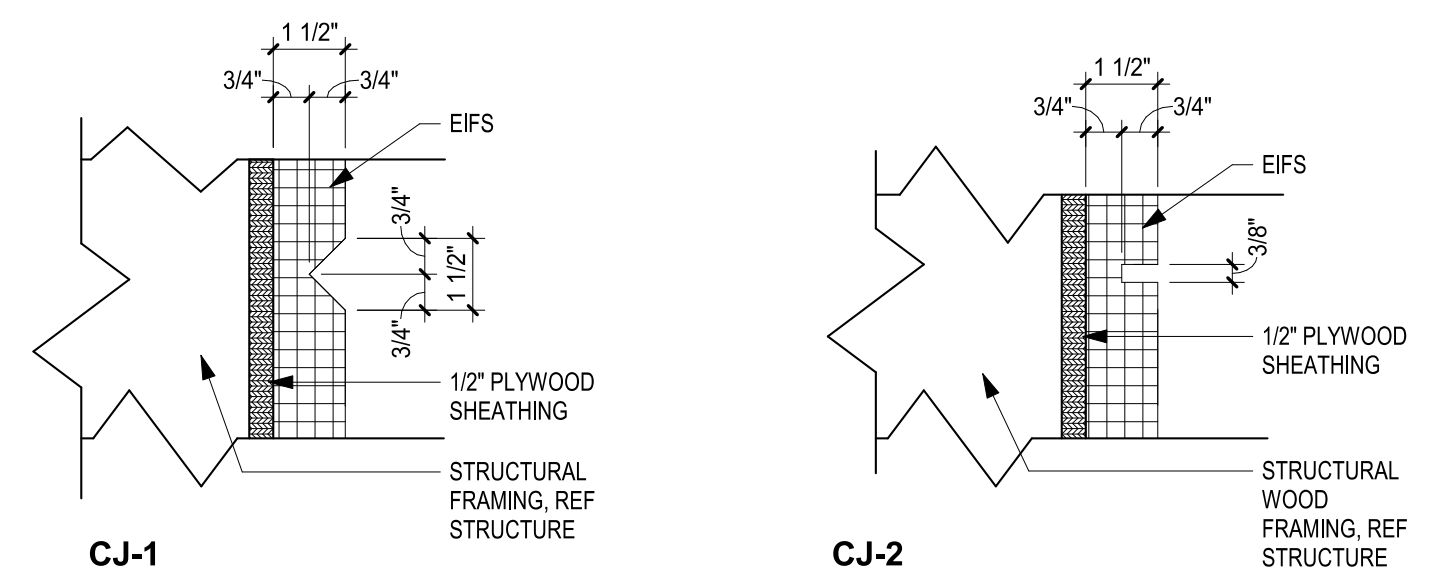 1 1/2"
3/4"
3/4"
EIFS
3/4"
1 1/2"
3/4"
1/2" PLYWOOD
SHEATHING
STRUCTURAL
FRAMING, REF
STRUCTURE
CJ-1
1 1/2"
3/4"
3/4"
EIFS
3/8"
1/2" PLYWOOD
SHEATHING
STRUCTURAL
WOOD
FRAMING, REF
STRUCTURE
CJ-2